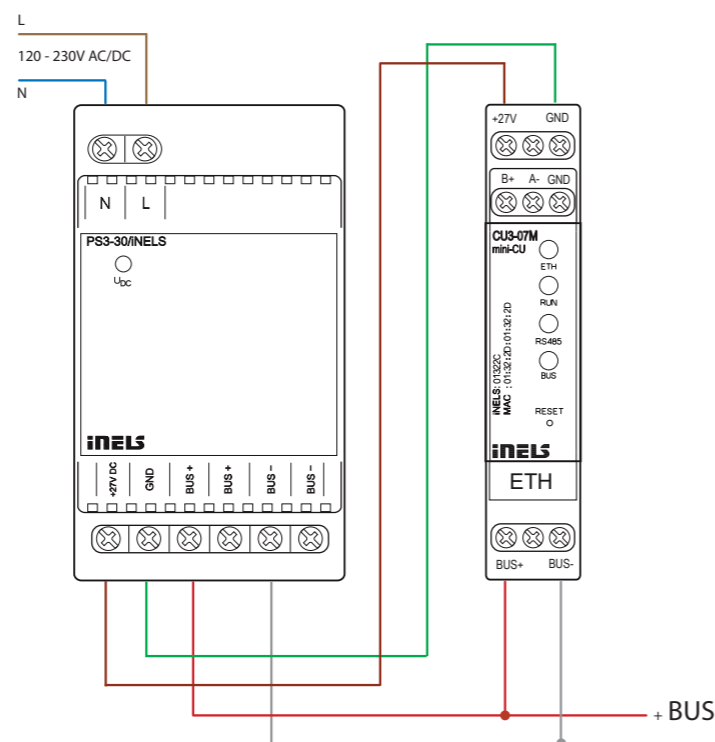 L
120 - 230V AC/DC
N
N L
PS3-30/iNELS
UDC
iNELS
+27V DC GND BUS + BUS + BUS – BUS –
+27V GND
B+ A- GND
CU3-07M
mini-CU
ETH
RUN
RS485
BUS
iNELS: 01322C
MAC : 01:32:2D:01:32:2D
RESET
iNELS
ETH
BUS+ BUS-
+ BUS